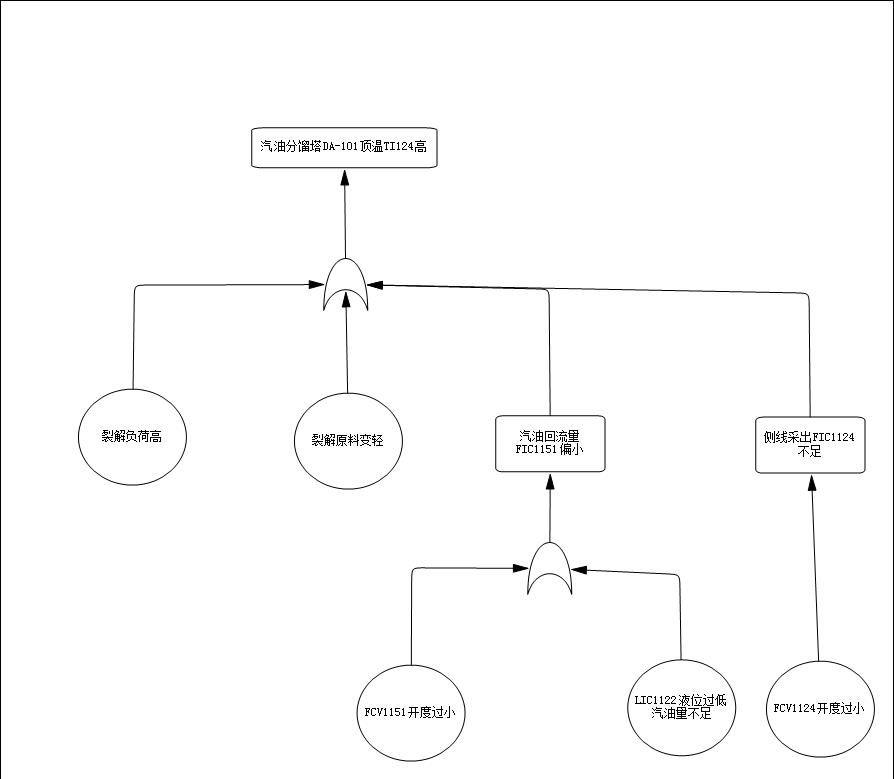 汽油分馏塔DA-101顶温TI124高
裂解负荷高
裂解原料变轻
汽油回流量
FIC1151偏小
侧线采出FIC1124
不足
FCV1151开度过小
LIC1122液位过低
汽油量不足
FCV1124开度过小